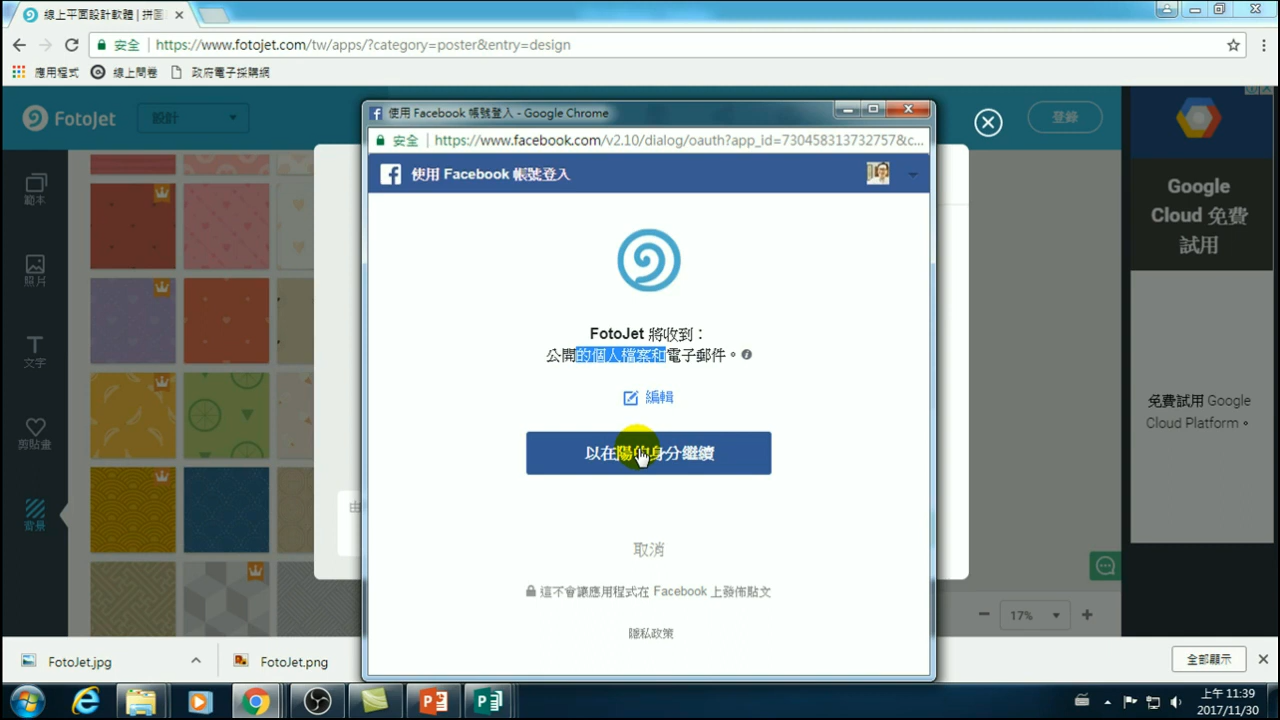 線上平面設計軟體 | 拼圖
安全 https://www.fotojet.com/tw/apps/?category=poster&entry=design
應用程式 線上問卷 政府電子採購網
FotoJet 設計 登錄
範本
照片
文字
剪貼畫
背景
使用 Facebook 帳號登入 - Google Chrome
安全 https://www.facebook.com/v2.10/dialog/oauth?app_id=730458313732757&c...
使用 Facebook 帳號登入
FotoJet 將收到：
公開的個人檔案和電子郵件。
編輯
以在陽的身分繼續
取消
這不會讓應用程式在 Facebook 上發佈貼文
隱私政策
由
Google
Cloud 免費
試用
免費試用 Google
Cloud Platform。
17%
FotoJet.jpg FotoJet.png 全部顯示
上午 11:39
2017/11/30